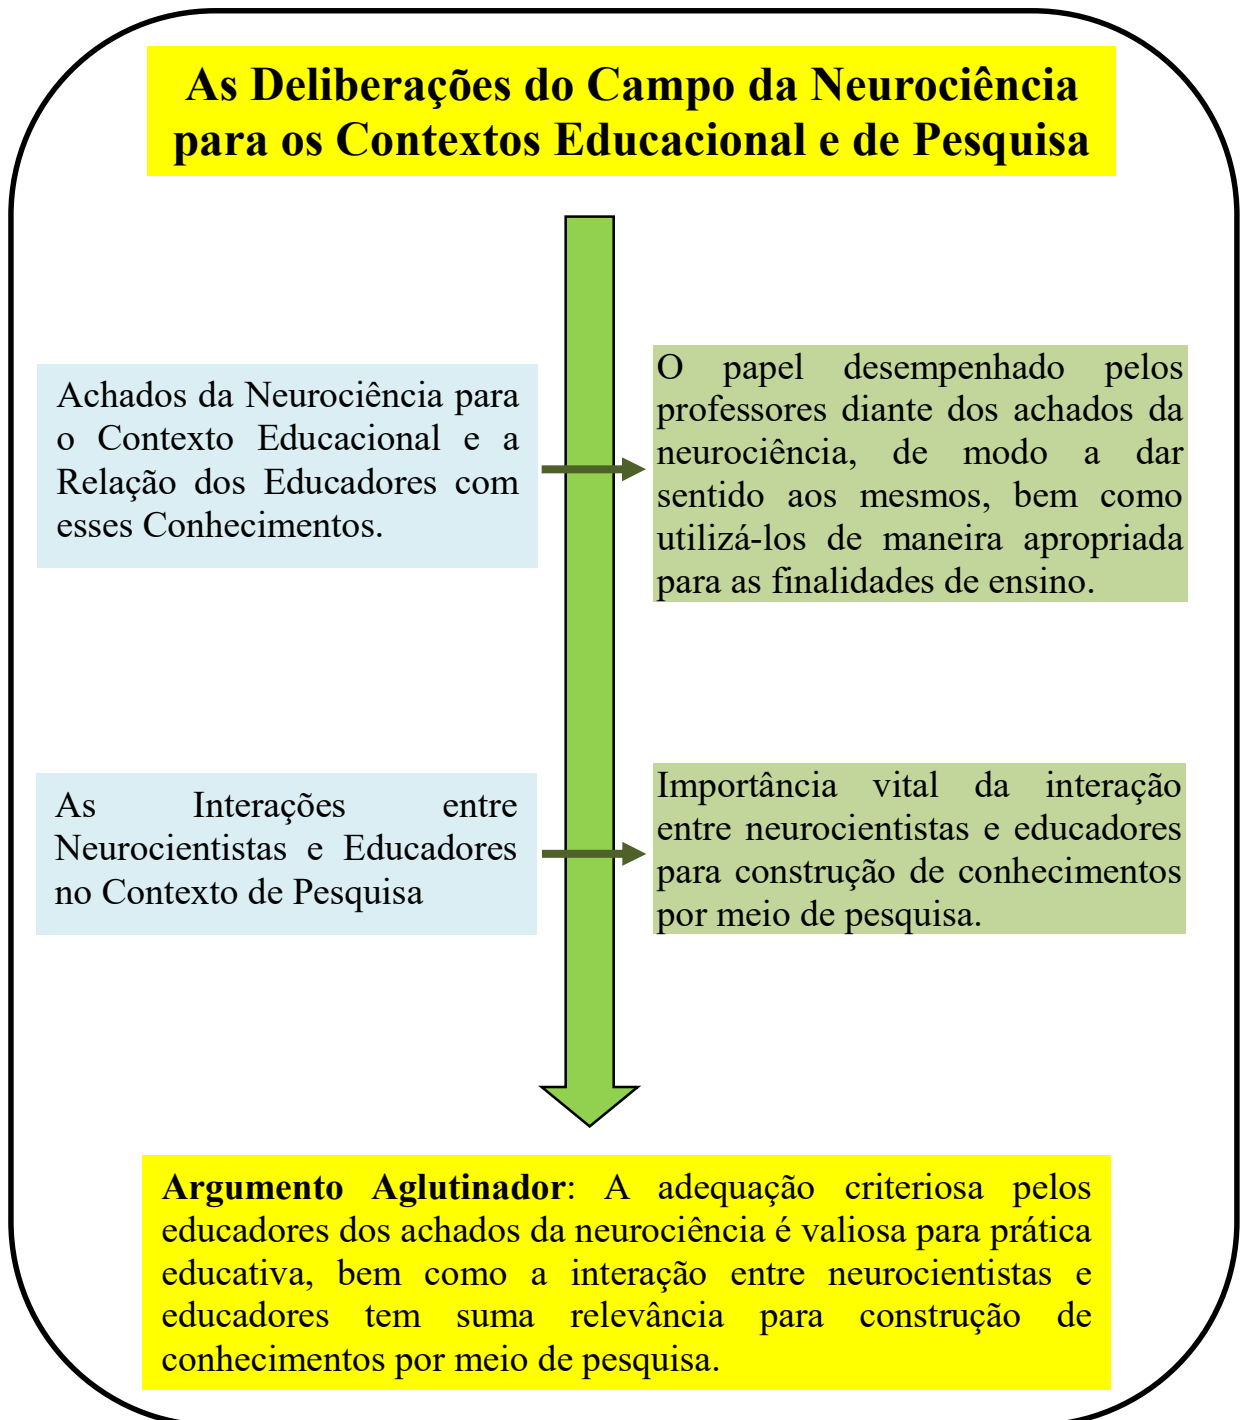 As Deliberações do Campo da Neurociência
para os Contextos Educacional e de Pesquisa
Achados da Neurociência para
o Contexto Educacional e a
Relação dos Educadores com
esses Conhecimentos.
O papel desempenhado pelos
professores diante dos achados da
neurociência, de modo a dar
sentido aos mesmos, bem como
utilizá-los de maneira apropriada
para as finalidades de ensino.
As Interações entre
Neurocientistas e Educadores
no Contexto de Pesquisa
Importância vital da interação
entre neurocientistas e educadores
para construção de conhecimentos
por meio de pesquisa.
Argumento Aglutinador: A adequação criteriosa pelos
educadores dos achados da neurociência é valiosa para prática
educativa, bem como a interação entre neurocientistas e
educadores tem suma relevância para construção de
conhecimentos por meio de pesquisa.